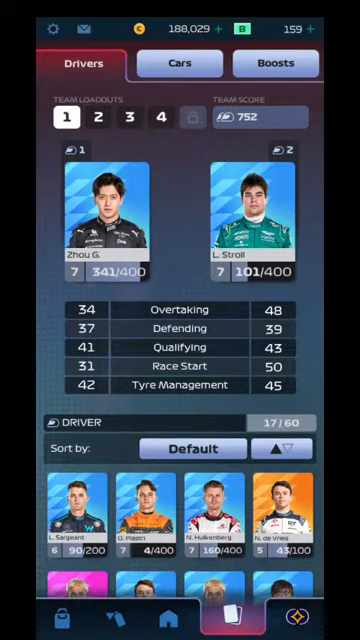 C 188,029 + B 159 +
Drivers Cars Boosts
TEAM LOADOUTS TEAM SCORE
1 2 3 4 752
1 2
Zhou G. L. Stroll
7 341/400 7 101/400
34 Overtaking 48
37 Defending 39
41 Qualifying 43
31 Race Start 50
42 Tyre Management 45
DRIVER 17/60
Sort by: Default
L. Sargeant O. Piastri N. Hulkenberg N. de Vries
6 90/200 7 4/400 7 160/400 5 43/100